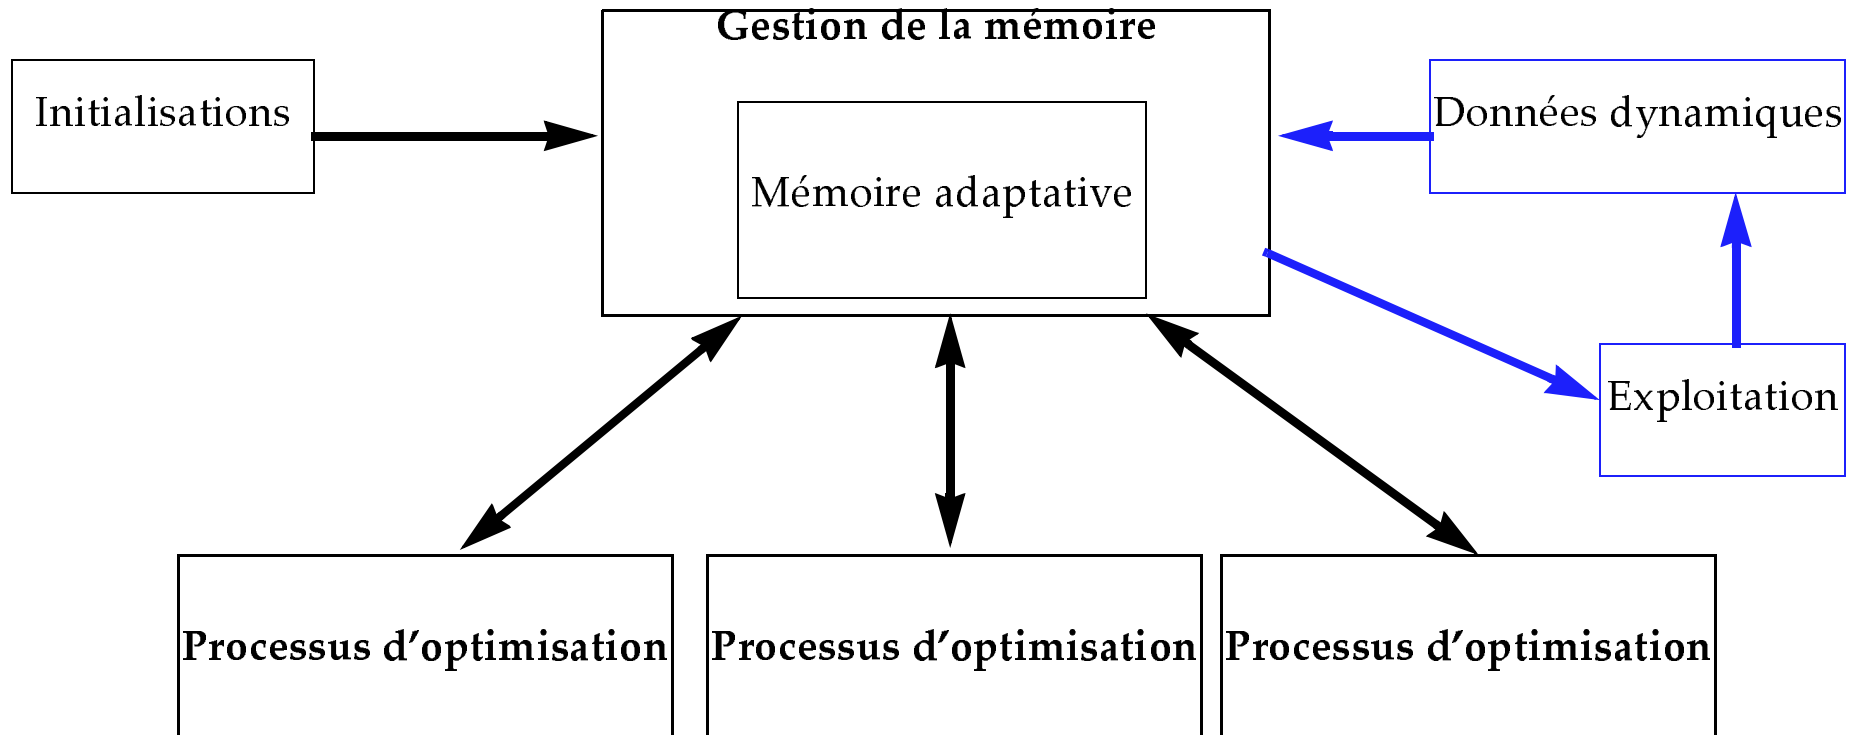 Gestion de la mémoire
Initialisations
Données dynamiques
Mémoire adaptative
Exploitation
Processus d’optimisation
Processus d’optimisation
Processus d’optimisation